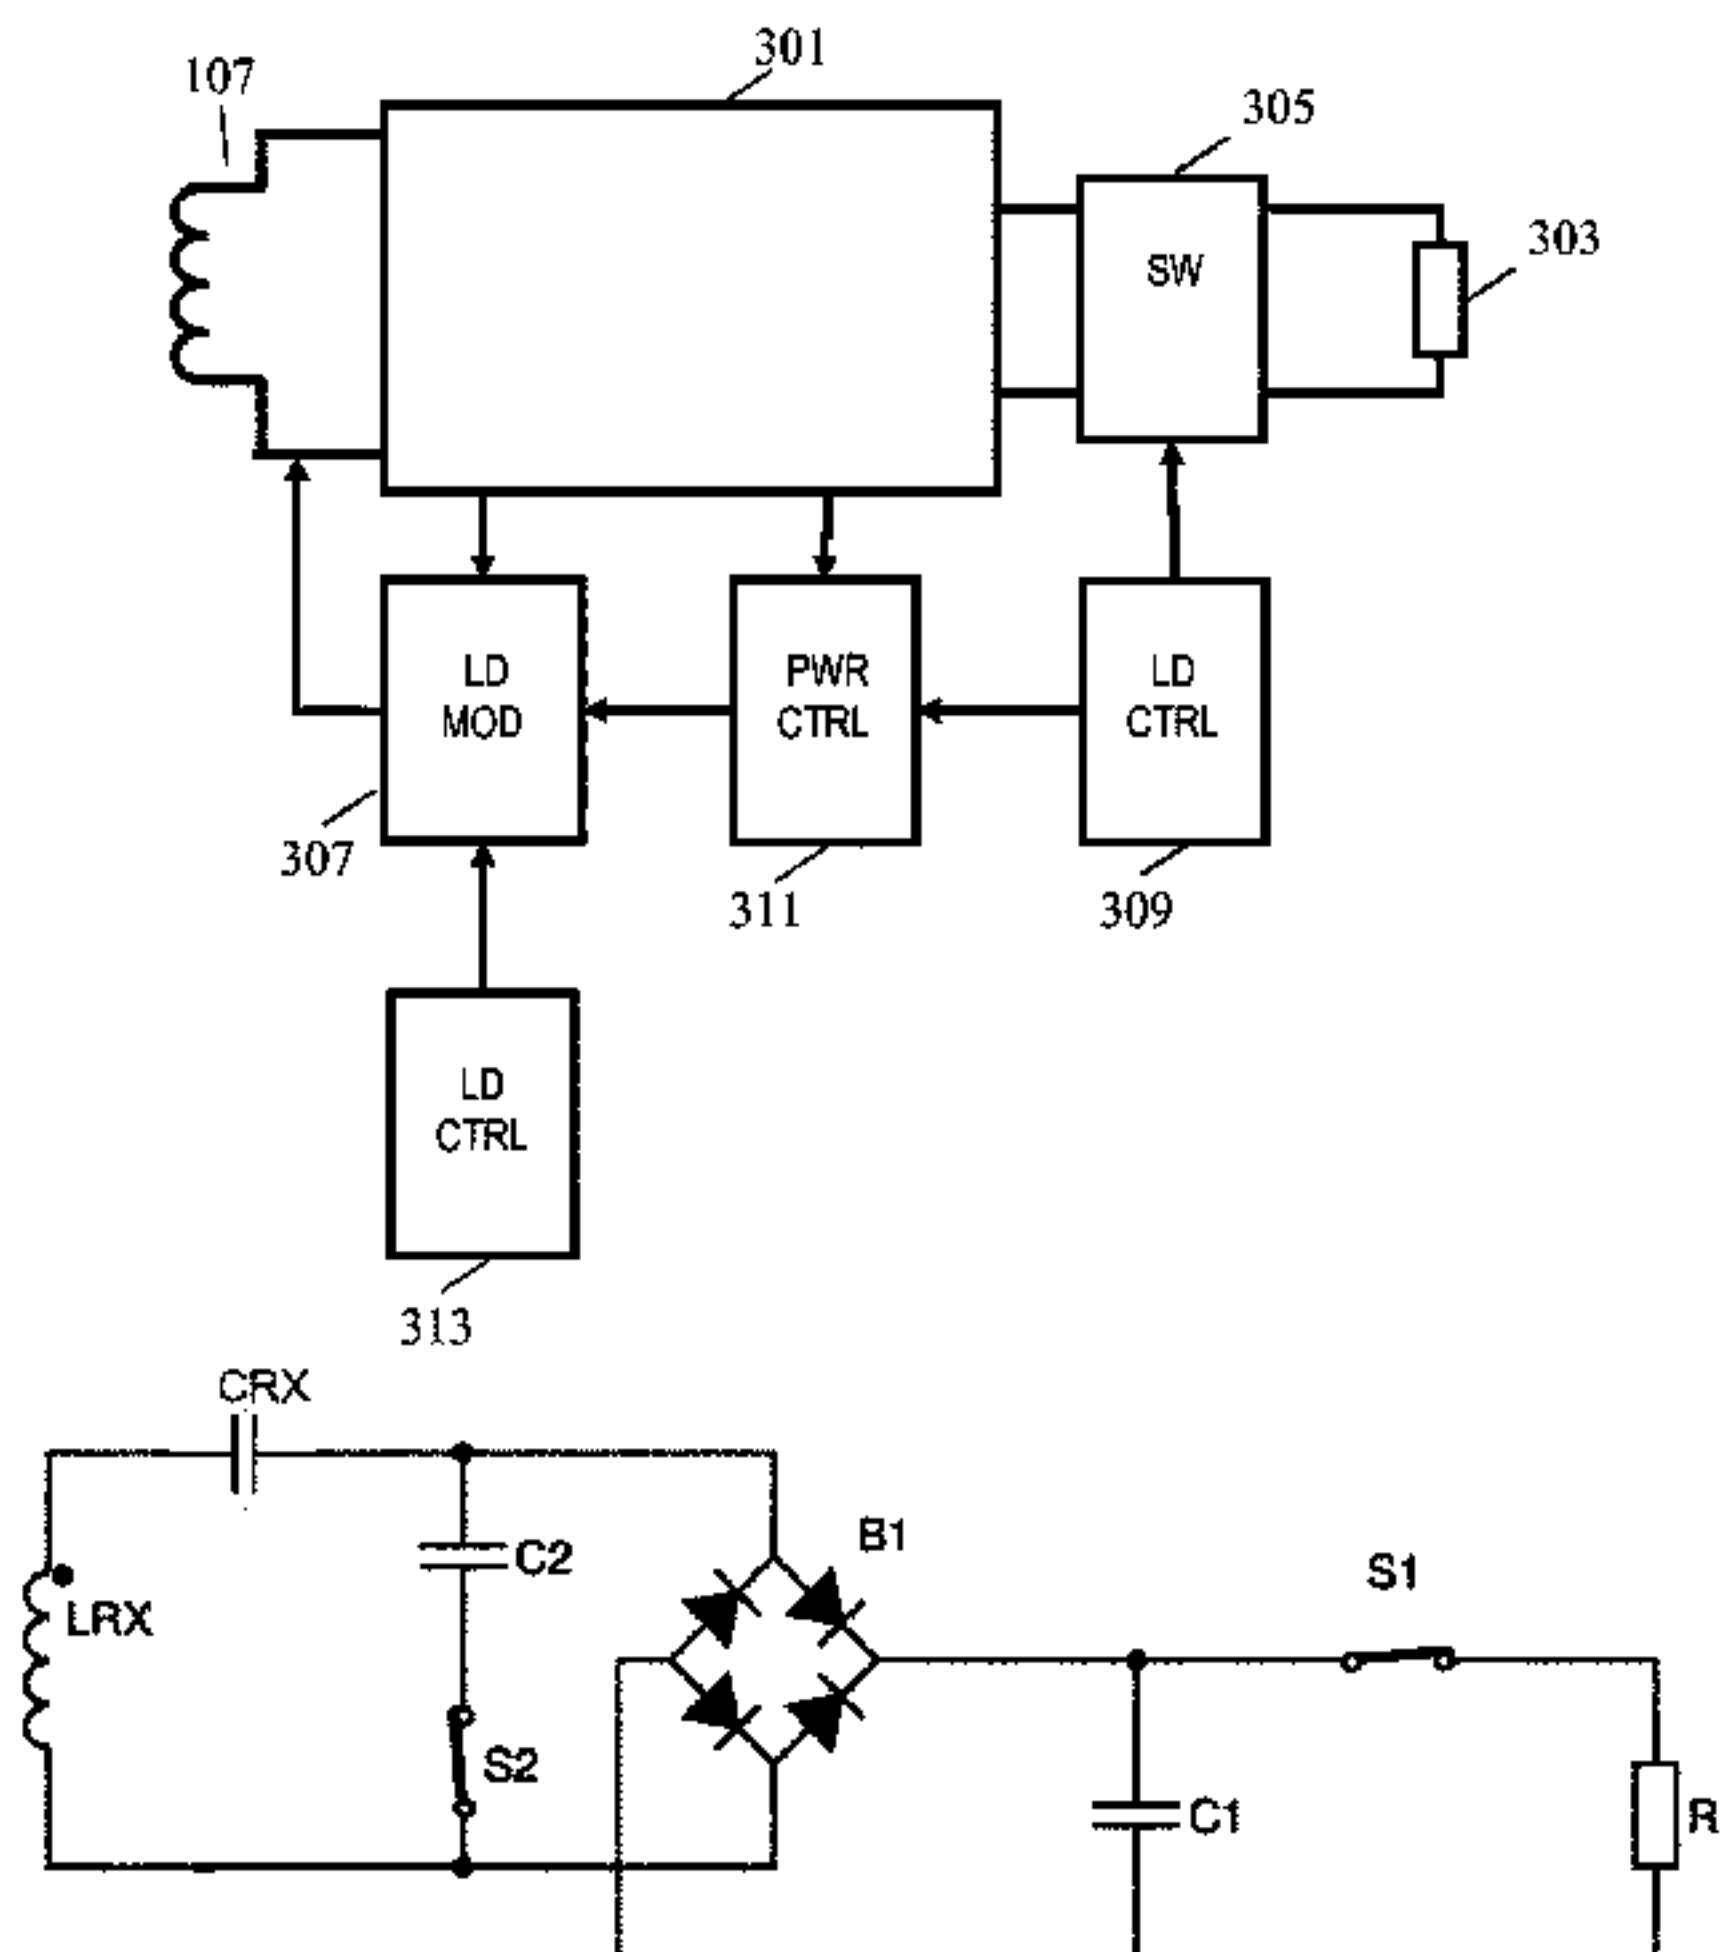 301
107
305
303
SW
LD
MOD
PWR
CTRL
LD
CTRL
307
311
309
LD
CTRL
313
CRX
C2
B1
S1
LRX
S2
C1
R